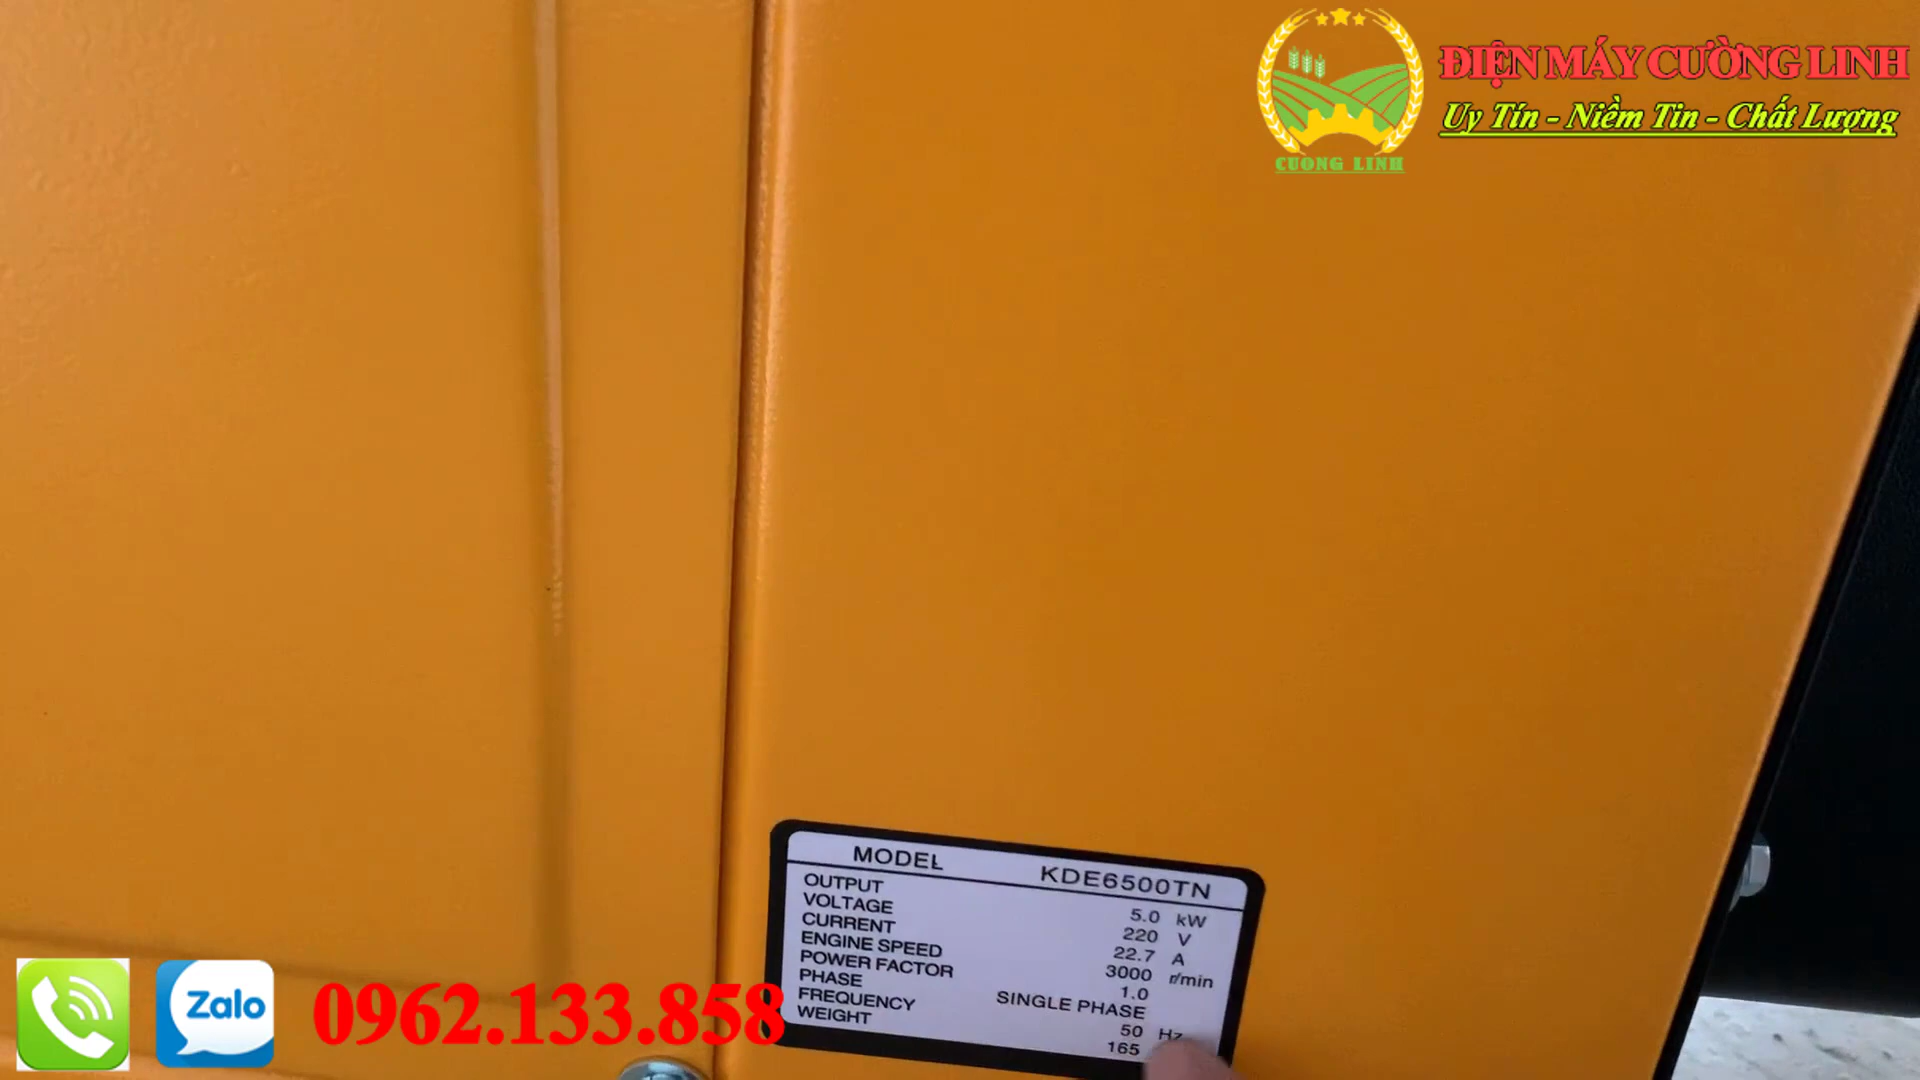 ĐIỆN MÁY CƯỜNG LINH
Uy Tín - Niềm Tin - Chất Lượng
CUONG LINH
MODEL KDE6500TN
OUTPUT 5.0 kW
VOLTAGE 220 V
CURRENT 22.7 A
ENGINE SPEED 3000 r/min
POWER FACTOR 1.0
PHASE SINGLE PHASE
FREQUENCY 50 Hz
WEIGHT 165
Zalo 0962.133.858